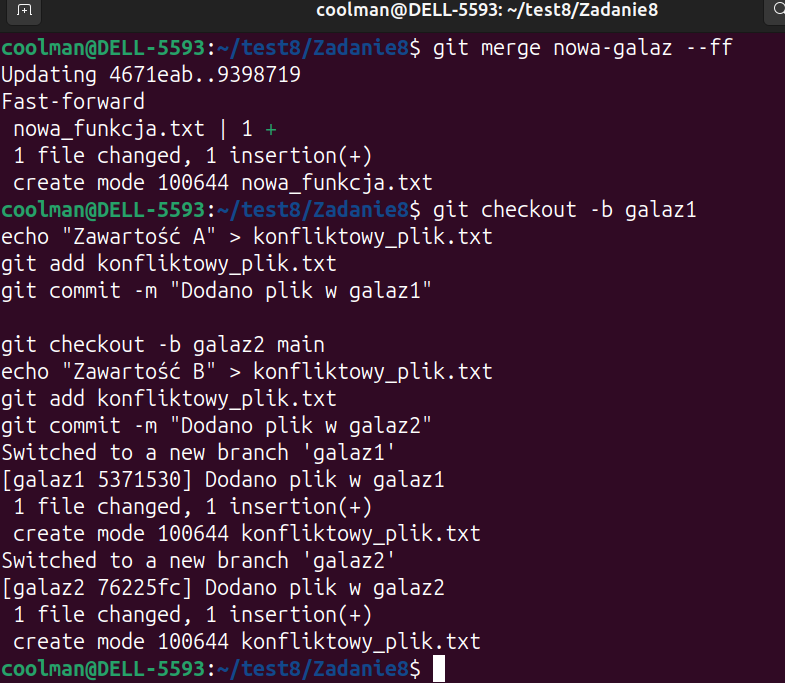 coolman@DELL-5593: ~/test8/Zadanie8
coolman@DELL-5593:~/test8/Zadanie8$ git merge nowa-galaz --ff
Updating 4671eab..9398719
Fast-forward
 nowa_funkcja.txt | 1 +
 1 file changed, 1 insertion(+)
 create mode 100644 nowa_funkcja.txt
coolman@DELL-5593:~/test8/Zadanie8$ git checkout -b galaz1
echo "Zawartość A" > konfliktowy_plik.txt
git add konfliktowy_plik.txt
git commit -m "Dodano plik w galaz1"

git checkout -b galaz2 main
echo "Zawartość B" > konfliktowy_plik.txt
git add konfliktowy_plik.txt
git commit -m "Dodano plik w galaz2"
Switched to a new branch 'galaz1'
[galaz1 5371530] Dodano plik w galaz1
 1 file changed, 1 insertion(+)
 create mode 100644 konfliktowy_plik.txt
Switched to a new branch 'galaz2'
[galaz2 76225fc] Dodano plik w galaz2
 1 file changed, 1 insertion(+)
 create mode 100644 konfliktowy_plik.txt
coolman@DELL-5593:~/test8/Zadanie8$